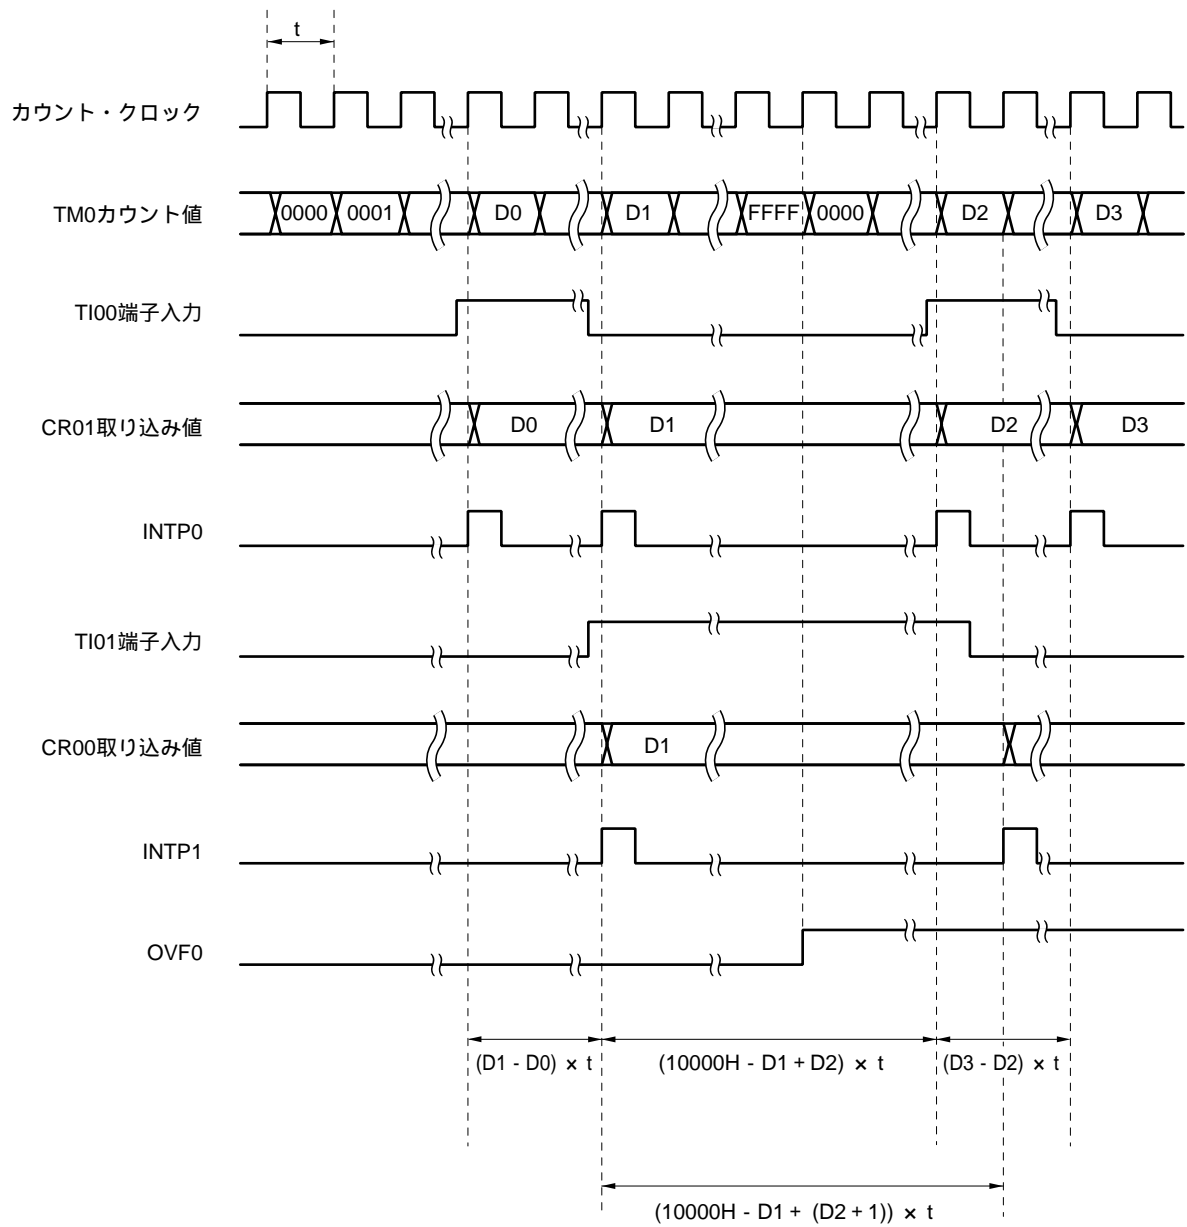 t
カウント・クロック
TM0カウント値
0000 0001 D0 D1 FFFF 0000 D2 D3
TI00端子入力
CR01取り込み値
D0 D1 D2 D3
INTP0
TI01端子入力
CR00取り込み値
D1
INTP1
OVF0
(D1 - D0) × t (10000H - D1 + D2) × t (D3 - D2) × t
(10000H - D1 + (D2 + 1)) × t